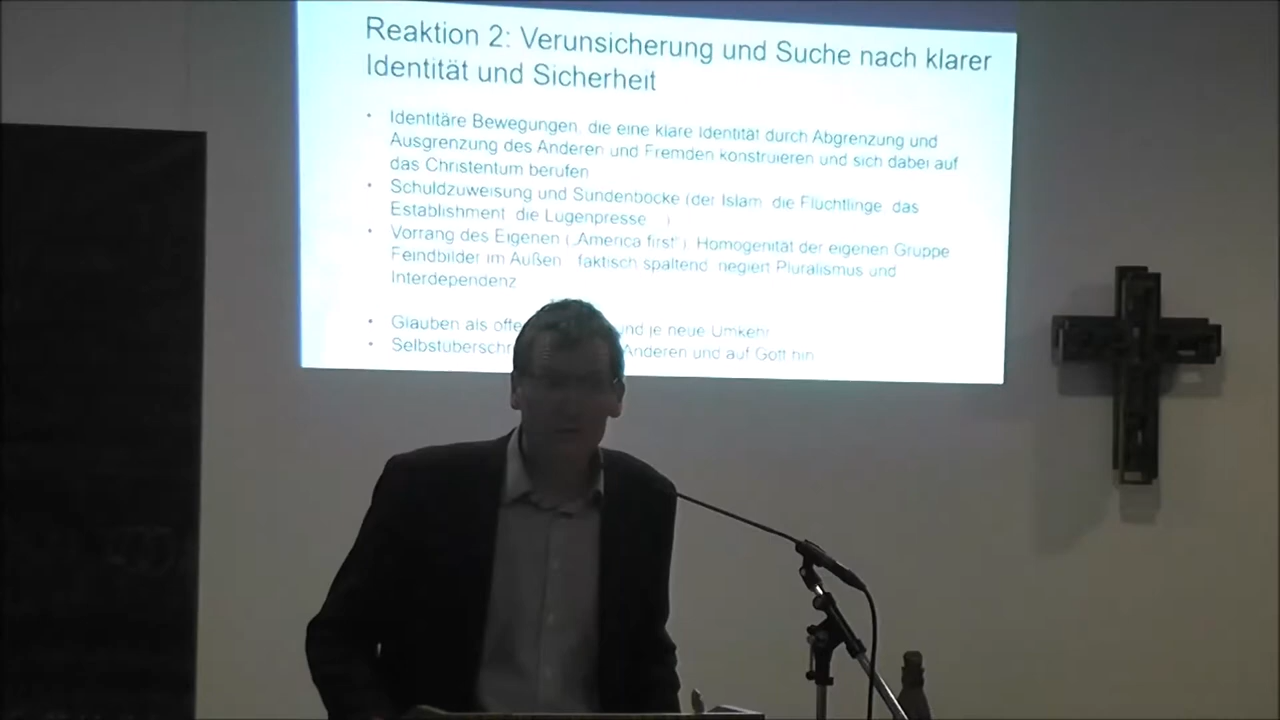 Reaktion 2: Verunsicherung und Suche nach klarer
Identität und Sicherheit
• Identitäre Bewegungen, die eine klare Identität durch Abgrenzung und
Ausgrenzung des Anderen und Fremden konstruieren und sich dabei auf
das Christentum berufen
• Schuldzuweisung und Sündenböcke (der Islam, die Flüchtlinge, das
Establishment, die Lügenpresse ...)
• Vorrang des Eigenen („America first"), Homogenität der eigenen Gruppe
Feindbilder im Außen faktisch spaltend, negiert Pluralismus und
Interdependenz
• Glauben als und je neue Umkehr
• Anderen und auf Gott hin